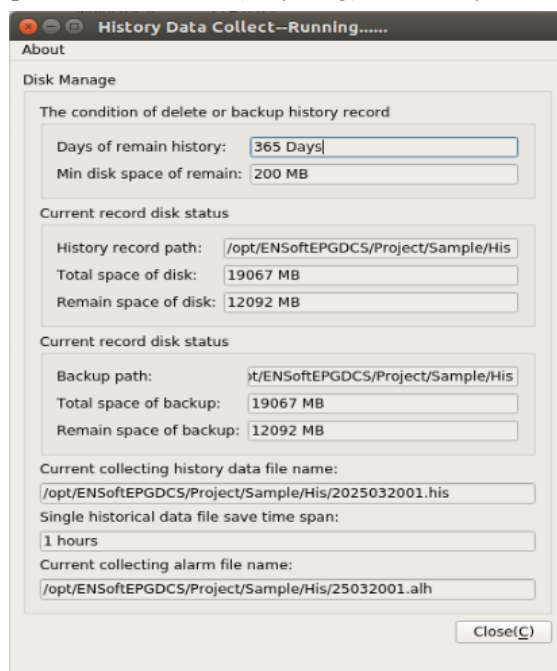 History Data Collect--Running......
About
Disk Manage
The condition of delete or backup history record
Days of remain history: 365 Days
Min disk space of remain: 200 MB
Current record disk status
History record path: /opt/ENSoftEPGDCS/Project/Sample/His
Total space of disk: 19067 MB
Remain space of disk: 12092 MB
Current record disk status
Backup path: pt/ENSoftEPGDCS/Project/Sample/His
Total space of backup: 19067 MB
Remain space of backup: 12092 MB
Current collecting history data file name:
/opt/ENSoftEPGDCS/Project/Sample/His/2025032001.his
Single historical data file save time span:
1 hours
Current collecting alarm file name:
/opt/ENSoftEPGDCS/Project/Sample/His/25032001.alh
Close(C)